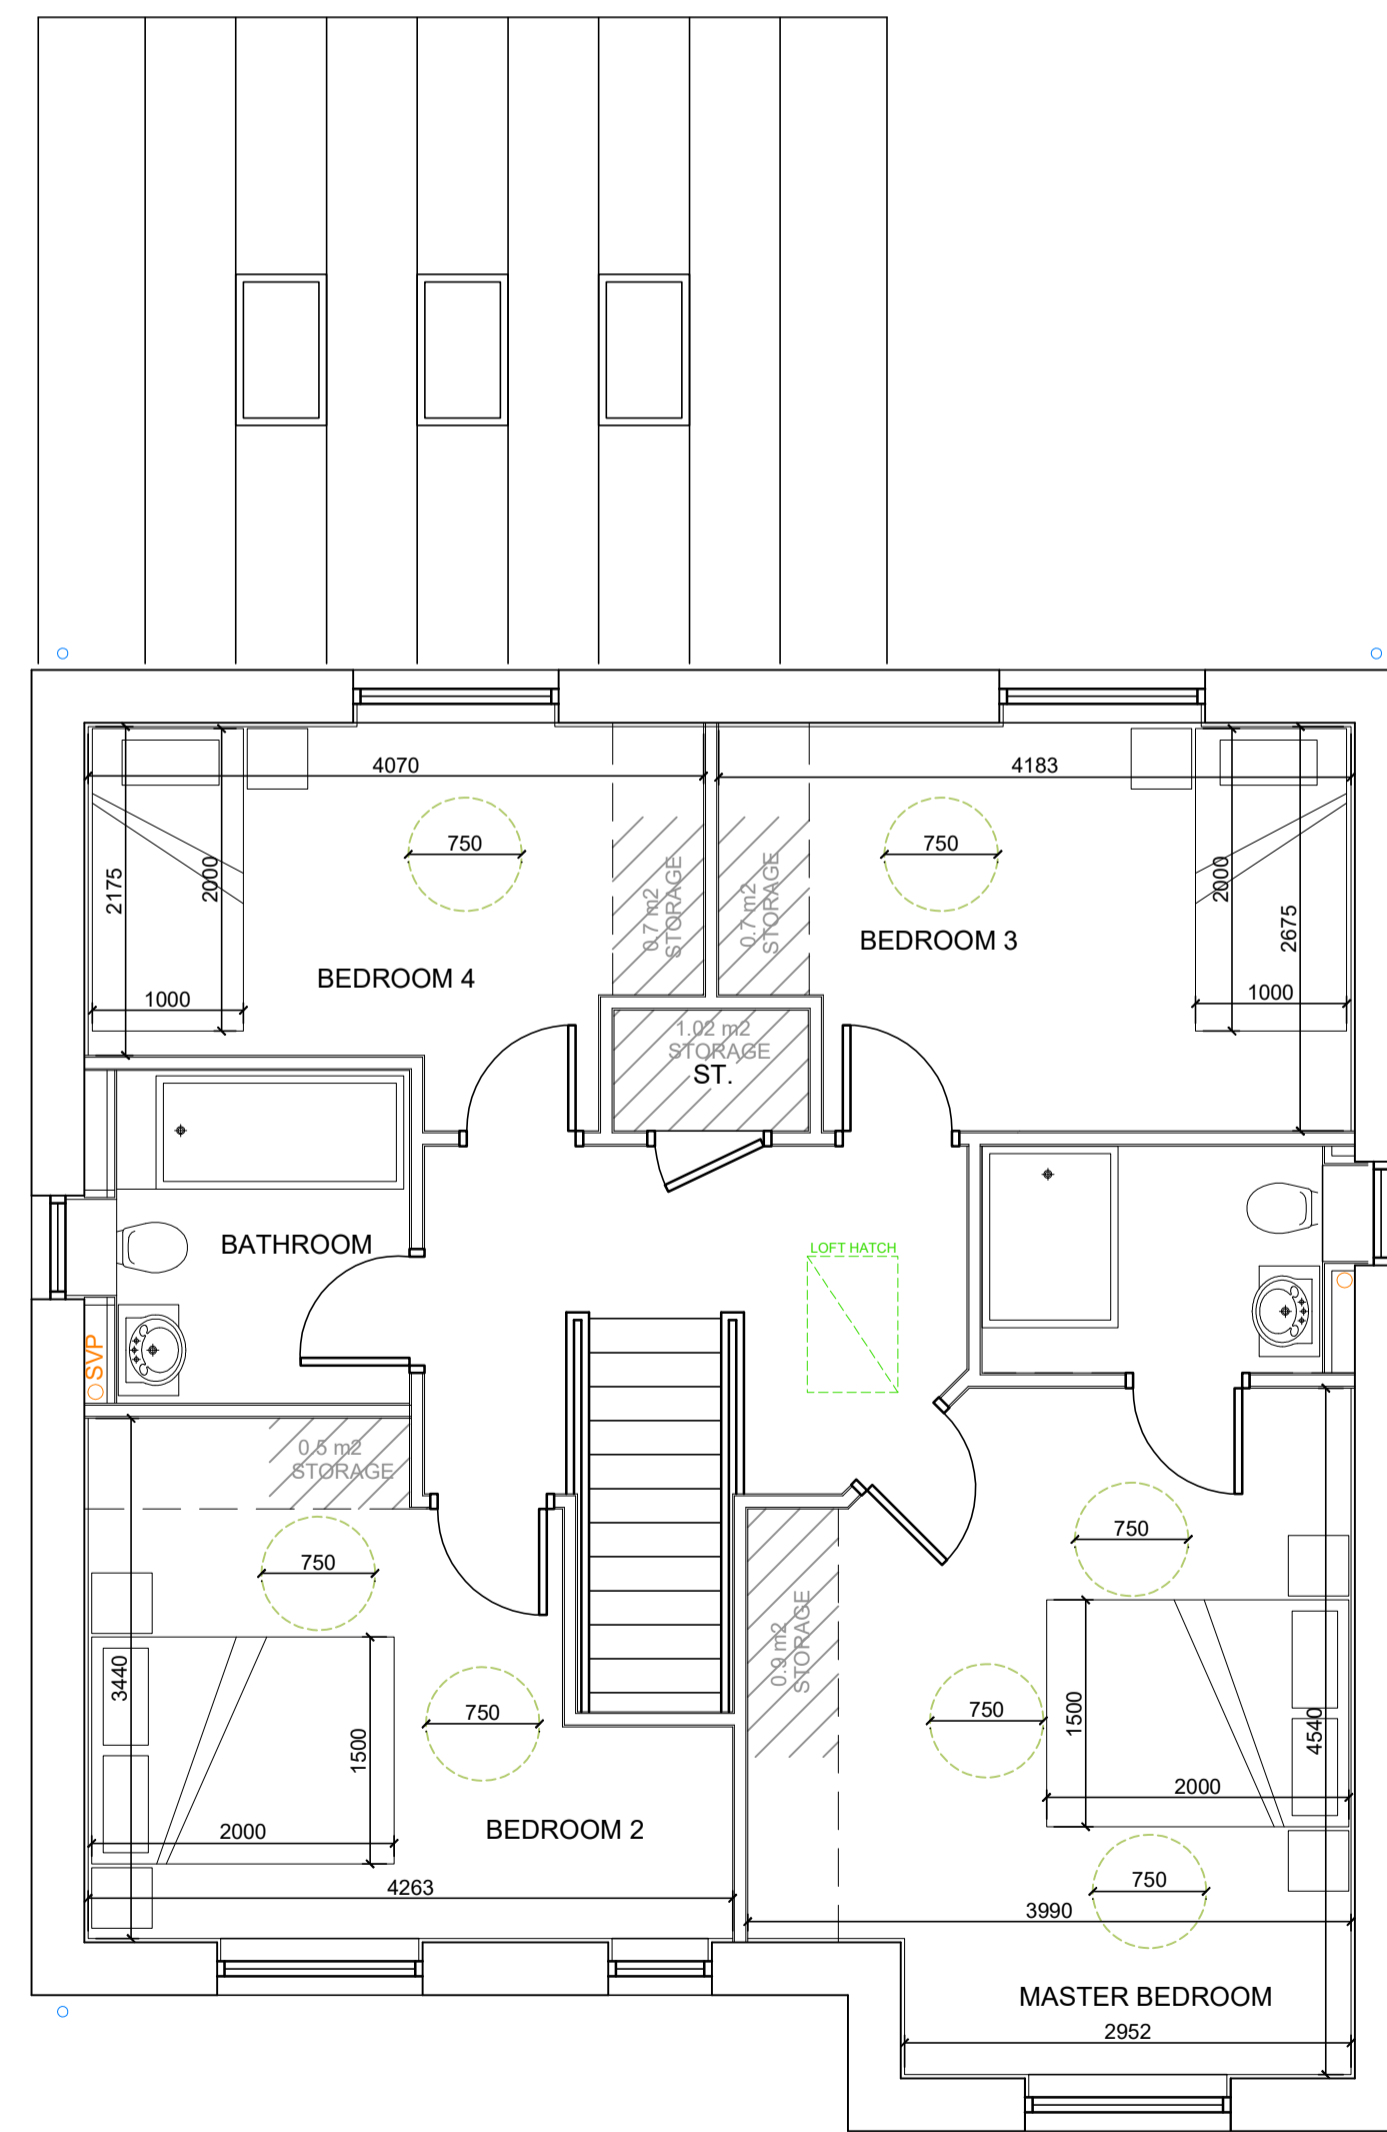 4070
4183
750
750
2175
2000
0.7 m2
STORAGE
0.7 m2
STORAGE
2000
2675
BEDROOM 3
BEDROOM 4
1000
1000
1.02 m2
STORAGE
ST.
BATHROOM
LOFT HATCH
SVP
0.5 m2
STORAGE
750
750
0.9 m2
STORAGE
3440
750
750
1500
1500
4540
2000
2000
BEDROOM 2
750
4263
3990
MASTER BEDROOM
2952